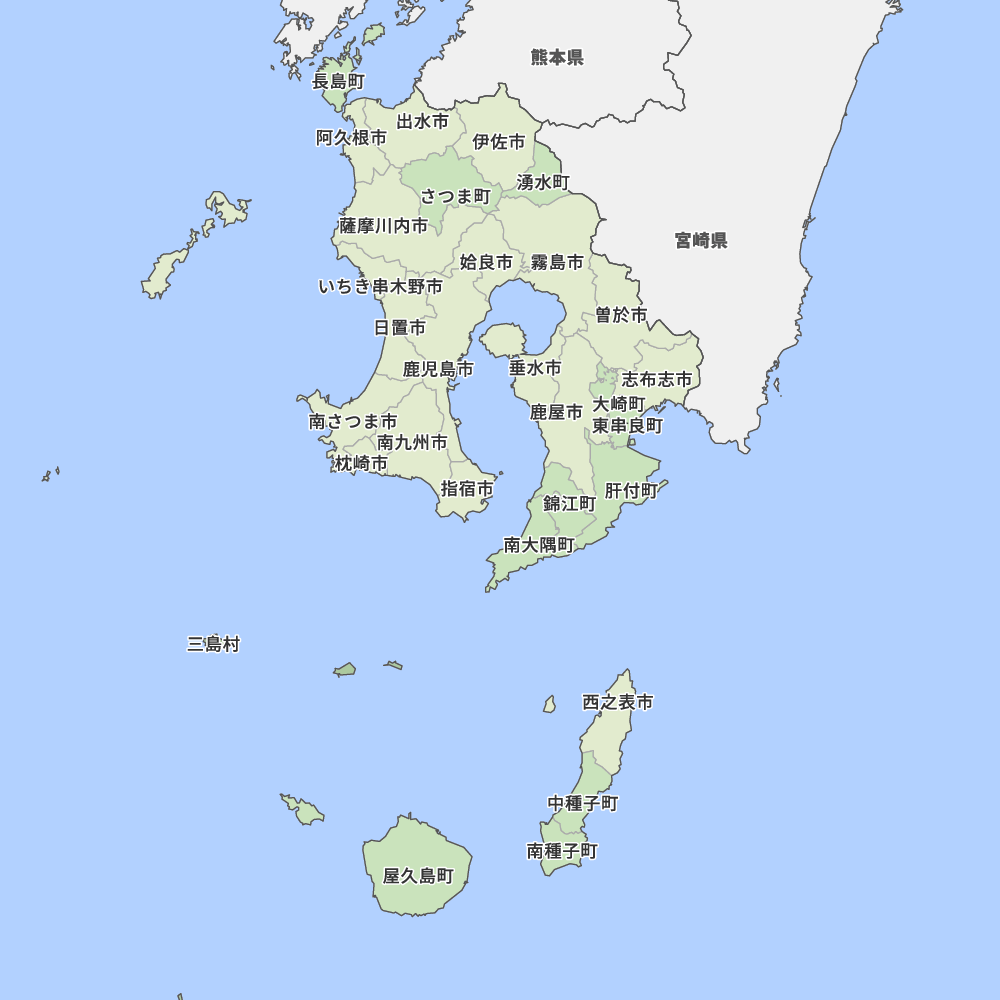 熊本県
長島町
出水市
阿久根市
伊佐市
湧水町
さつま町
薩摩川内市
宮崎県
姶良市
霧島市
いちき串木野市
曽於市
日置市
鹿児島市
垂水市
志布志市
大崎町
鹿屋市
南さつま市
東串良町
南九州市
枕崎市
指宿市
肝付町
錦江町
南大隅町
三島村
西之表市
中種子町
南種子町
屋久島町